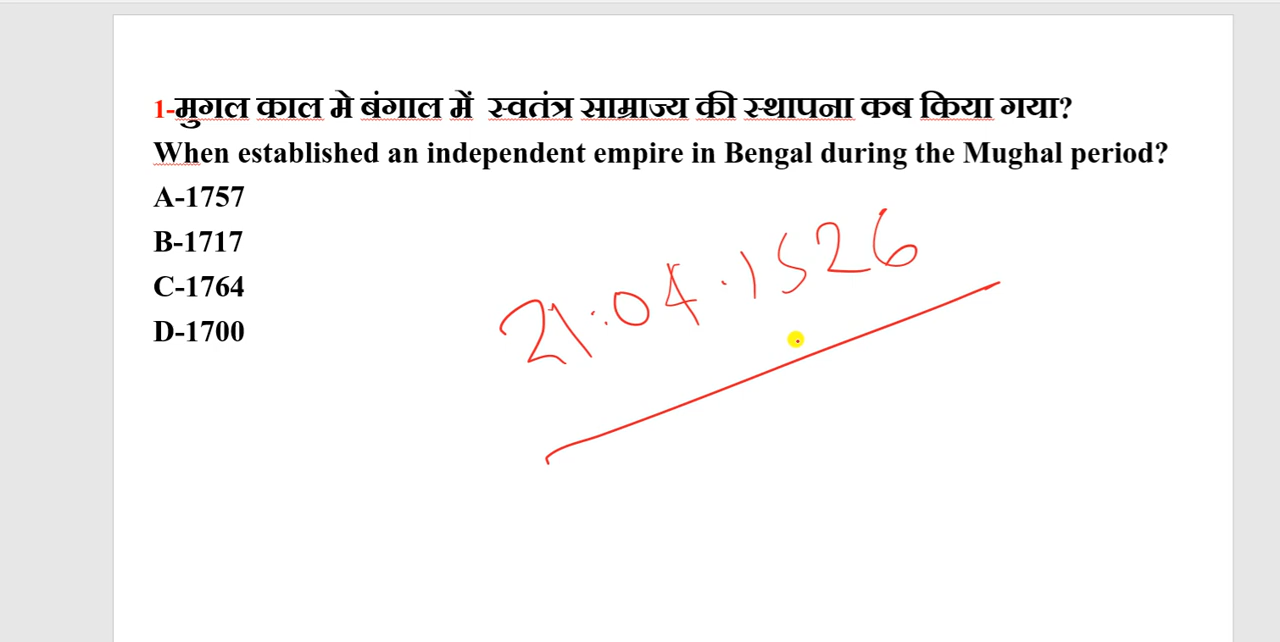 1-मुगल काल मे बंगाल में स्वतंत्र साम्राज्य की स्थापना कब किया गया?
When established an independent empire in Bengal during the Mughal period?
A-1757
B-1717
C-1764
D-1700
21:04.1526